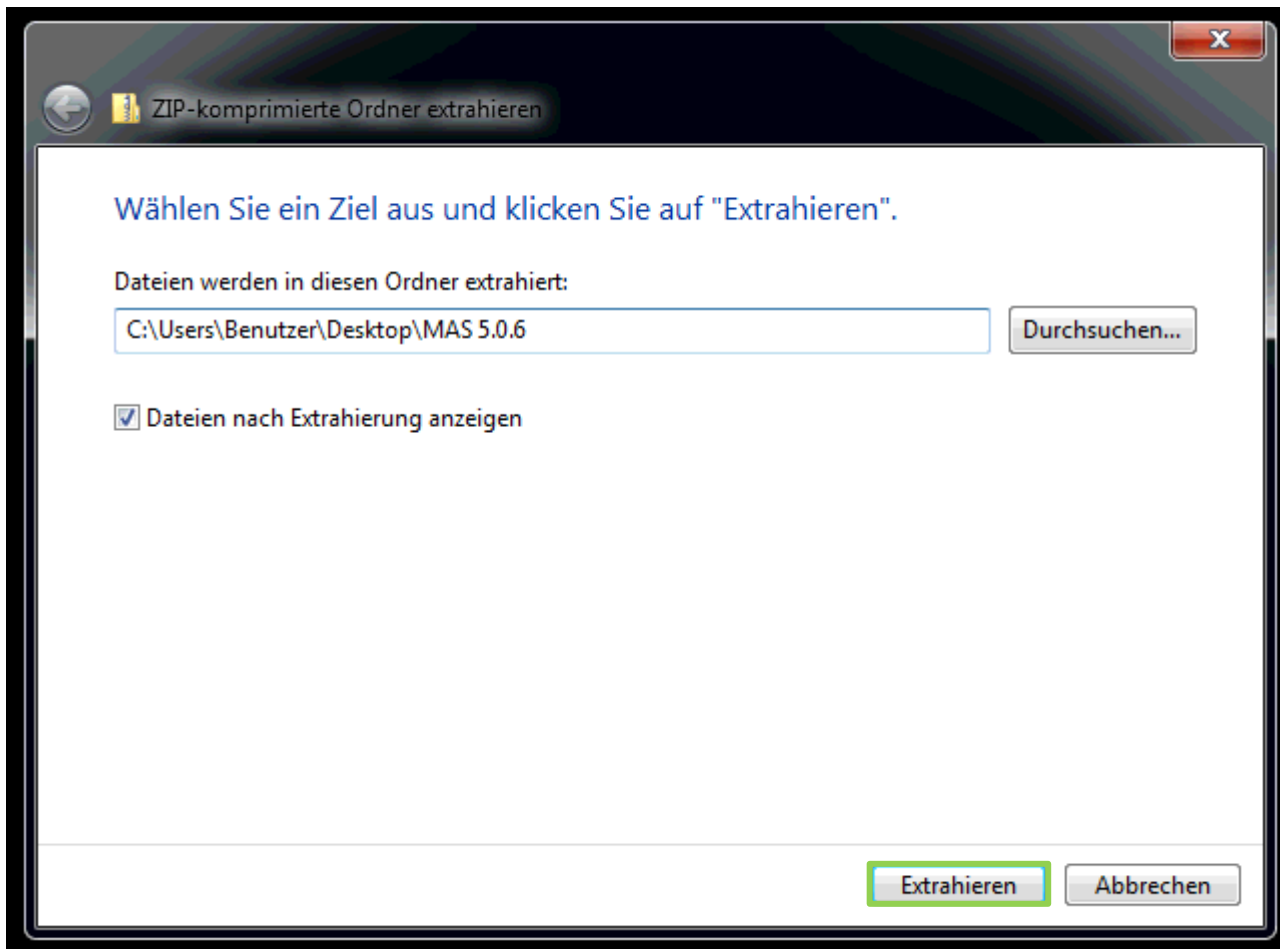 ZIP-komprimierte Ordner extrahieren
Wählen Sie ein Ziel aus und klicken Sie auf "Extrahieren".
Dateien werden in diesen Ordner extrahiert:
C:\Users\Benutzer\Desktop\MAS 5.0.6
Durchsuchen...
Dateien nach Extrahierung anzeigen
Extrahieren
Abbrechen